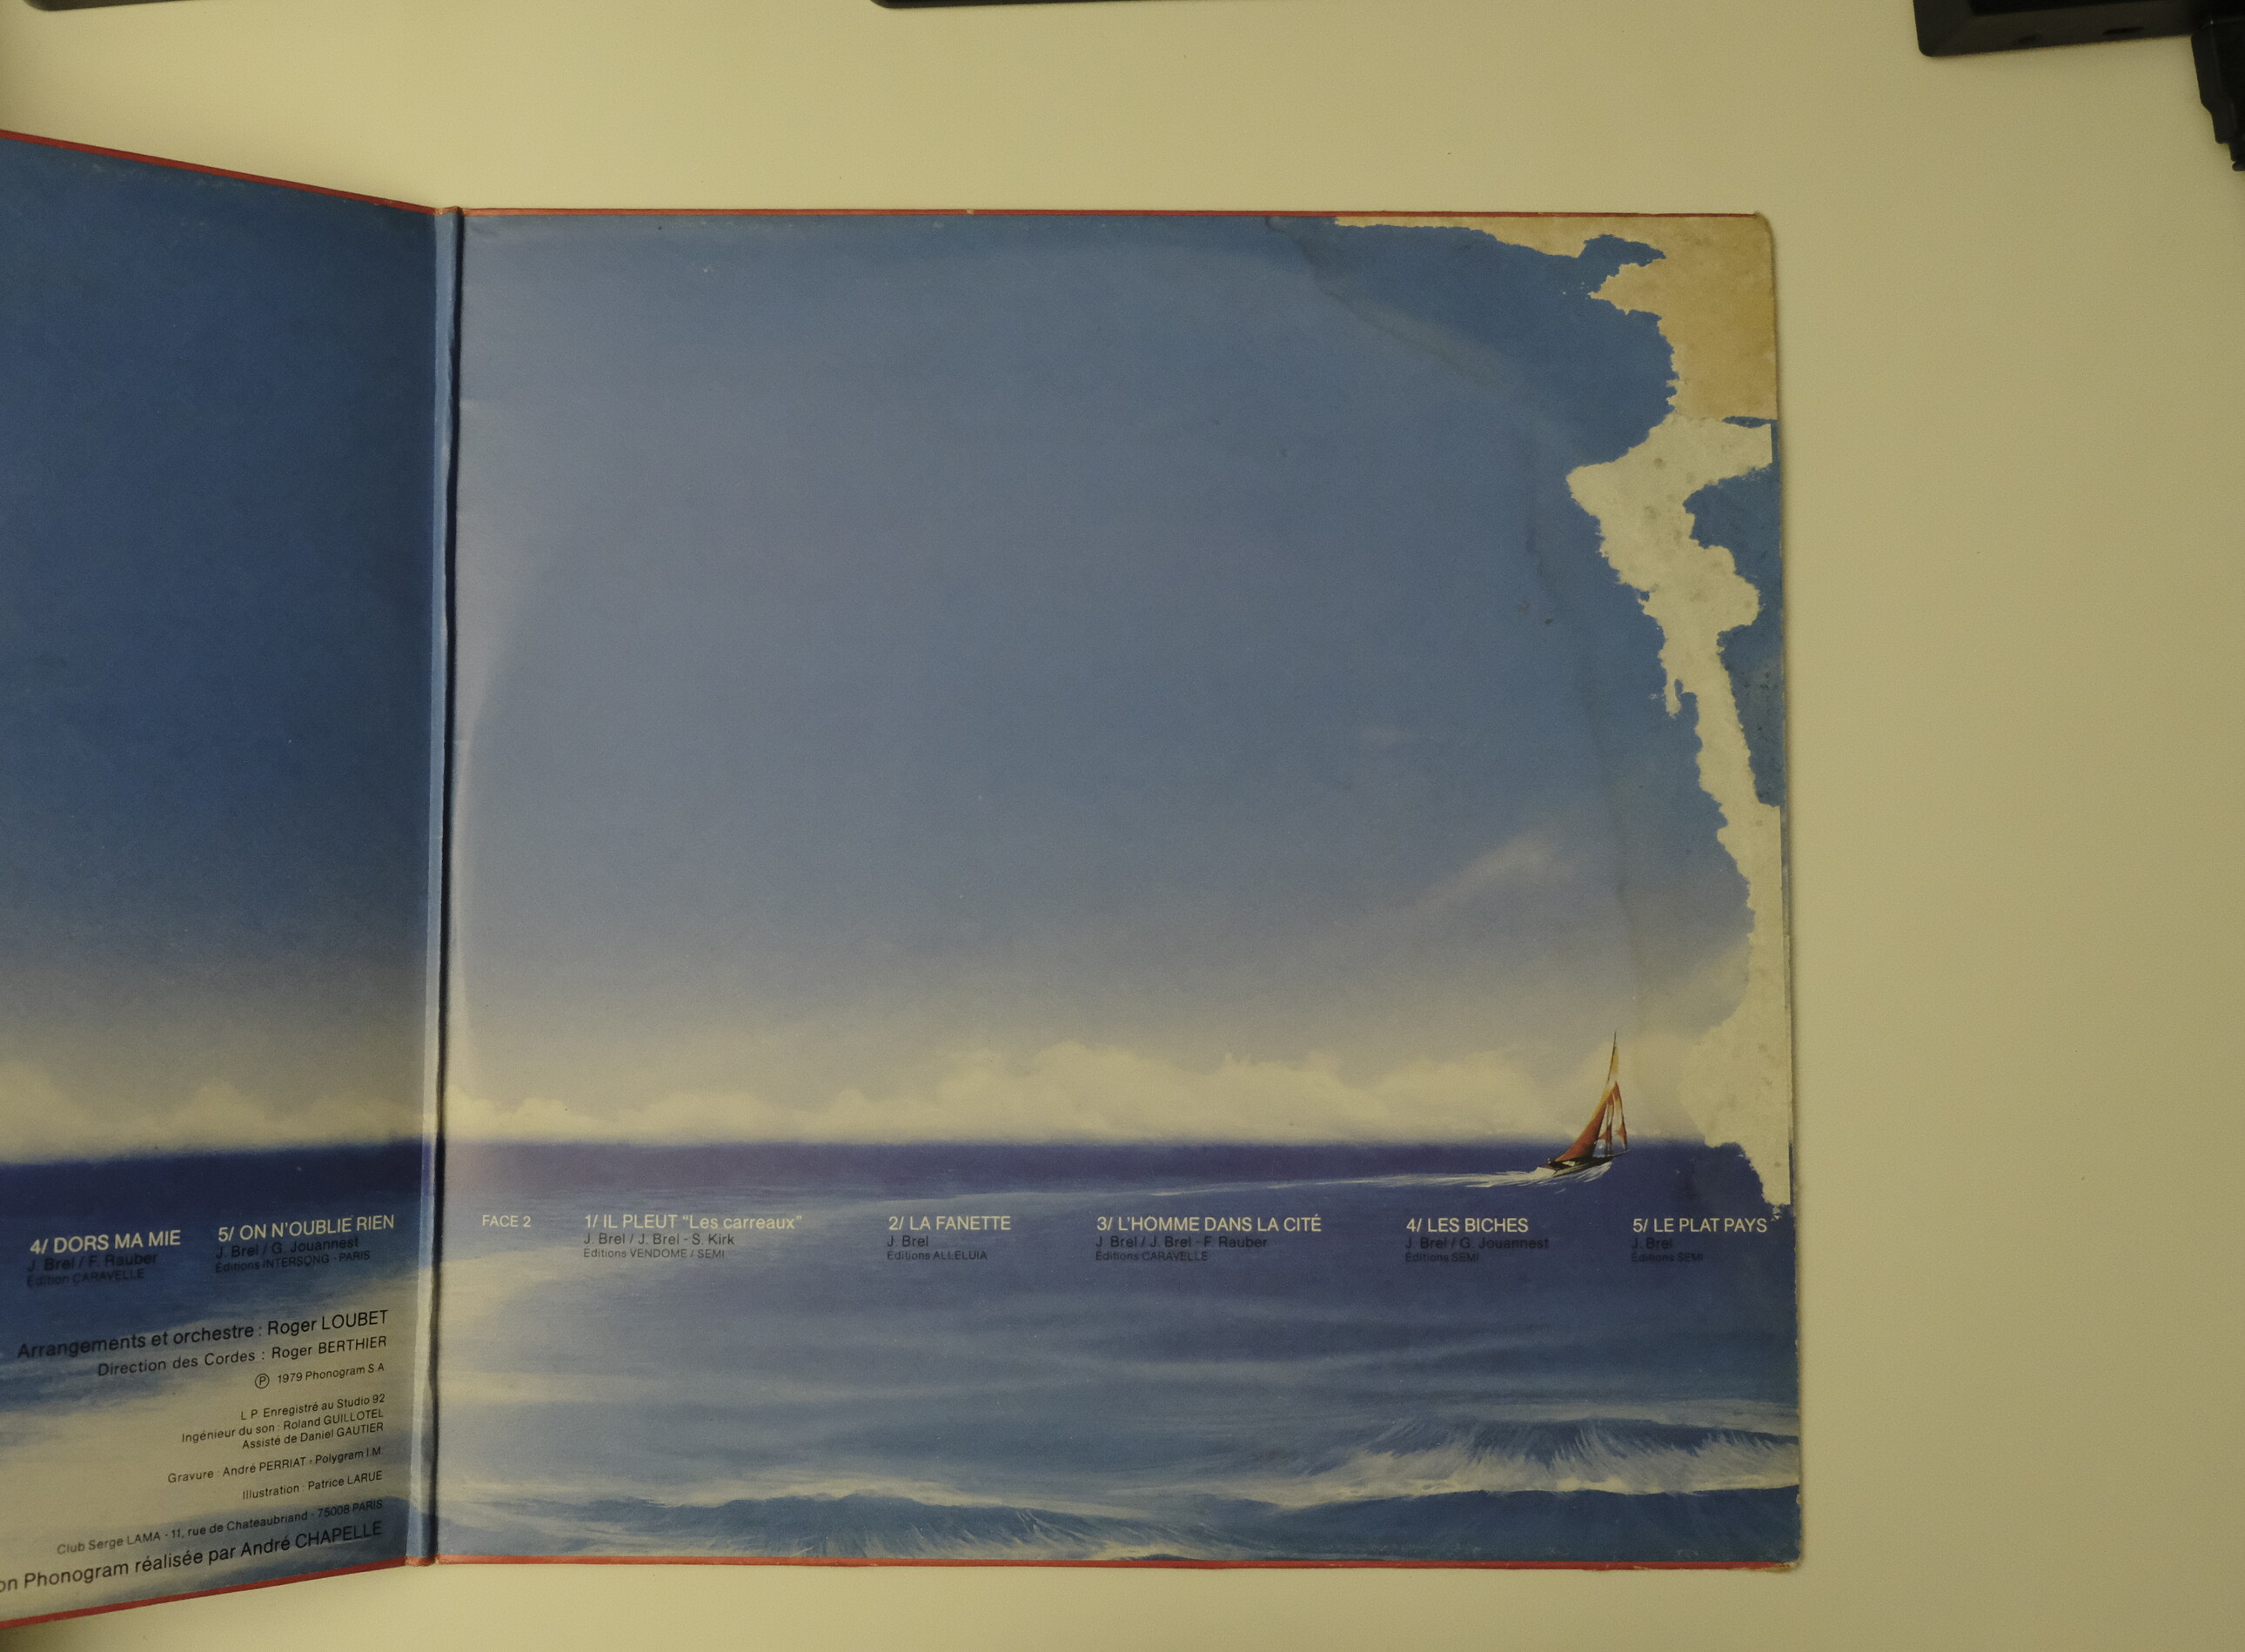 4/ DORS MA MIE
J. Brel / F. Rauber
Édition CARAVELLE
5/ ON N'OUBLIE RIEN
J. Brel / G. Jouannest
Éditions INTERSONG - PARIS
Arrangements et orchestre : Roger LOUBET
Direction des Cordes : Roger BERTHIER
Ⓟ 1979 Phonogram S.A.
L.P. Enregistré au Studio 92
Ingénieur du son : Roland GUILLOTEL
Assisté de Daniel GAUTIER
Gravure : André PERRIAT - Polygram I.M.
Illustration : Patrice LARUE
Club Serge LAMA - 11, rue de Chateaubriand - 75008 PARIS
on Phonogram réalisée par André CHAPELLE
FACE 2
1/ IL PLEUT "Les carreaux"
J. Brel / J. Brel - S. Kirk
Éditions VENDOME / SEMI
2/ LA FANETTE
J. Brel
Éditions ALLELUIA
3/ L'HOMME DANS LA CITÉ
J. Brel / J. Brel - F. Rauber
Éditions CARAVELLE
4/ LES BICHES
J. Brel / G. Jouannest
Éditions SEMI
5/ LE PLAT PAYS
J. Brel
Éditions SEMI